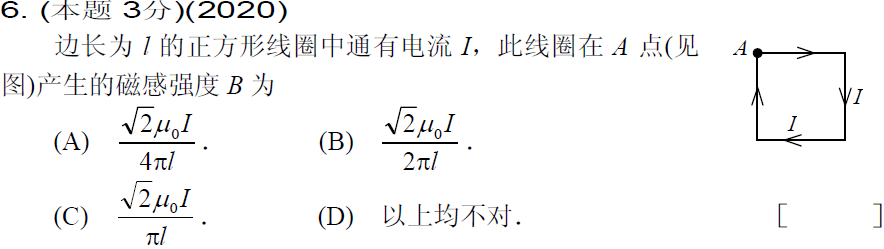 6. (本题 3分)(2020)
边长为 l 的正方形线圈中通有电流 I，此线圈在 A 点(见
图)产生的磁感强度 B 为
(A) √2μ₀I / 4πl . (B) √2μ₀I / 2πl .
(C) √2μ₀I / πl . (D) 以上均不对. [ ]
A
I
I